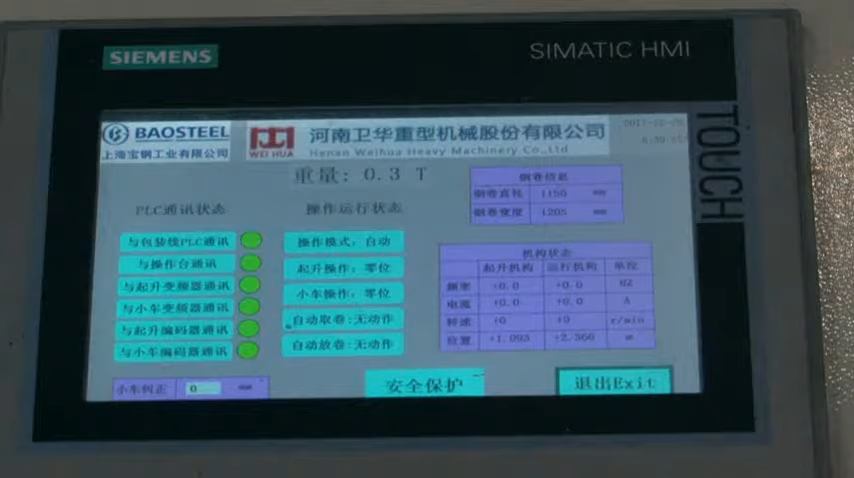 SIEMENS
SIMATIC HMI
TOUCH
BAOSTEEL
上海宝钢工业有限公司
WEI HUA
河南卫华重型机械股份有限公司
Henan Weihua Heavy Machinery Co.,Ltd
重量: 0.3 T
钢卷信息
钢卷直径 1150 mm
钢卷宽度 1205 mm
PLC通讯状态
操作运行状态
与包装线PLC通讯
与操作台通讯
与起升变频器通讯
与小车变频器通讯
与起升编码器通讯
与小车编码器通讯
操作模式: 自动
起升操作: 零位
小车操作: 零位
自动取卷:无动作
自动放卷:无动作
机构状态
起升机构 运行机构 单位
频率 +0.0 +0.0 HZ
电流 +0.0 +0.0 A
转速 +0 +0 r/min
位置 +1.093 +2.360 m
小车纠正 0 mm
安全保护
退出Exit